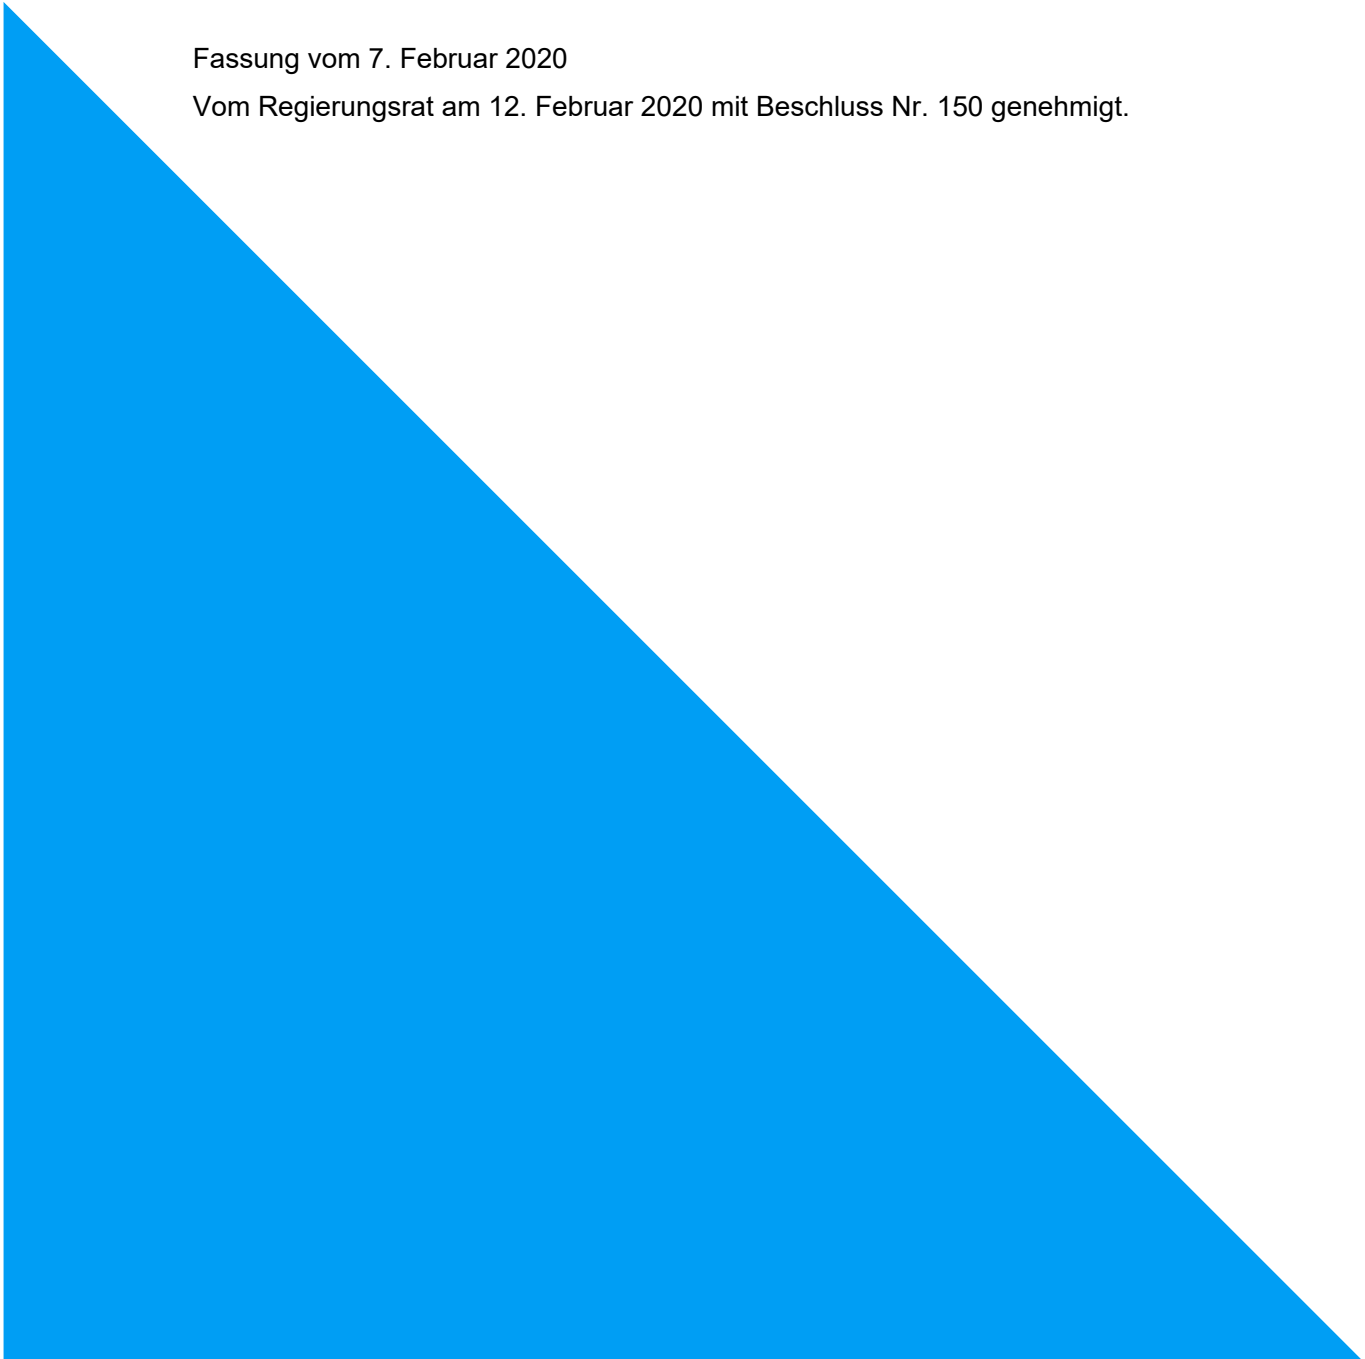 Fassung vom 7. Februar 2020
Vom Regierungsrat am 12. Februar 2020 mit Beschluss Nr. 150 genehmigt.